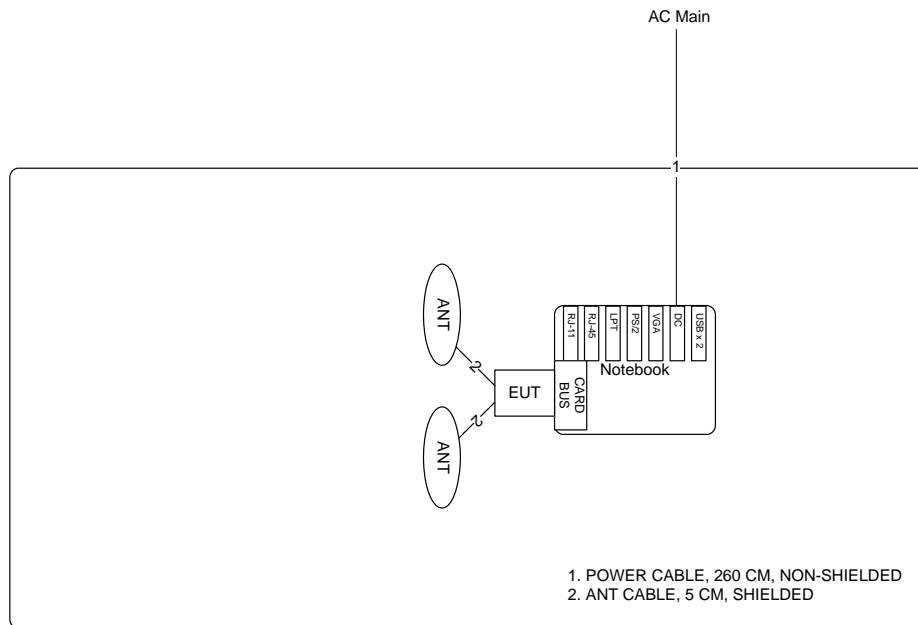 AC Main
1
ANT
2
RJ-11
RJ-45
LPT
PS/2
VGA
DC
USB x 2
Notebook
EUT
CARD
BUS
2
ANT
1. POWER CABLE, 260 CM, NON-SHIELDED
2. ANT CABLE, 5 CM, SHIELDED